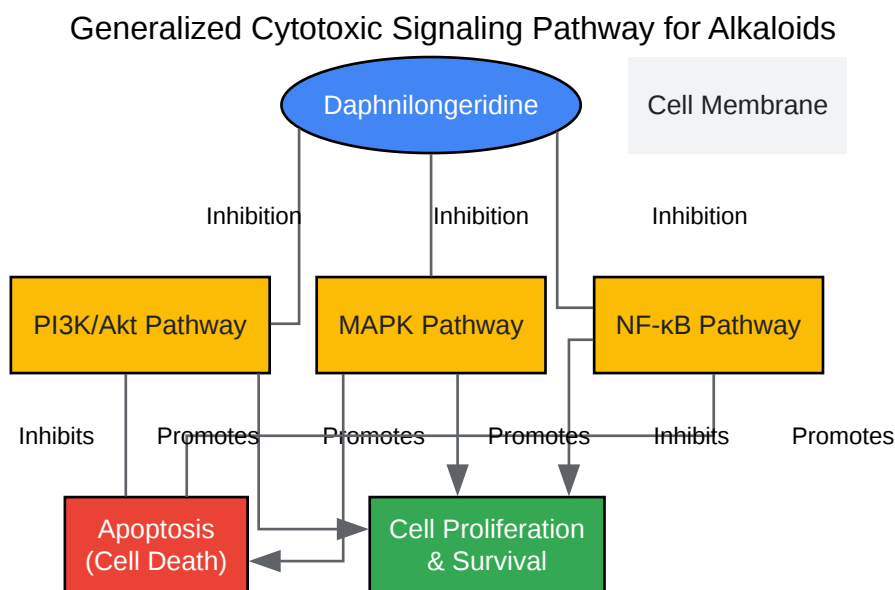 Generalized Cytotoxic Signaling Pathway for Alkaloids
Daphnilongeridine
Cell Membrane
Inhibition
Inhibition
Inhibition
PI3K/Akt Pathway
MAPK Pathway
NF-κB Pathway
Inhibits
Promotes
Promotes
Promotes
Inhibits
Promotes
Apoptosis
(Cell Death)
Cell Proliferation
& Survival